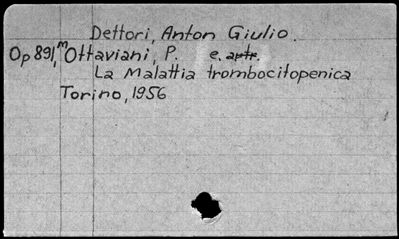 Dettori, Anton Giulio.
Op 891,m Ottaviani, P. e.
La Malattia trombocitopenica
Torino, 1956